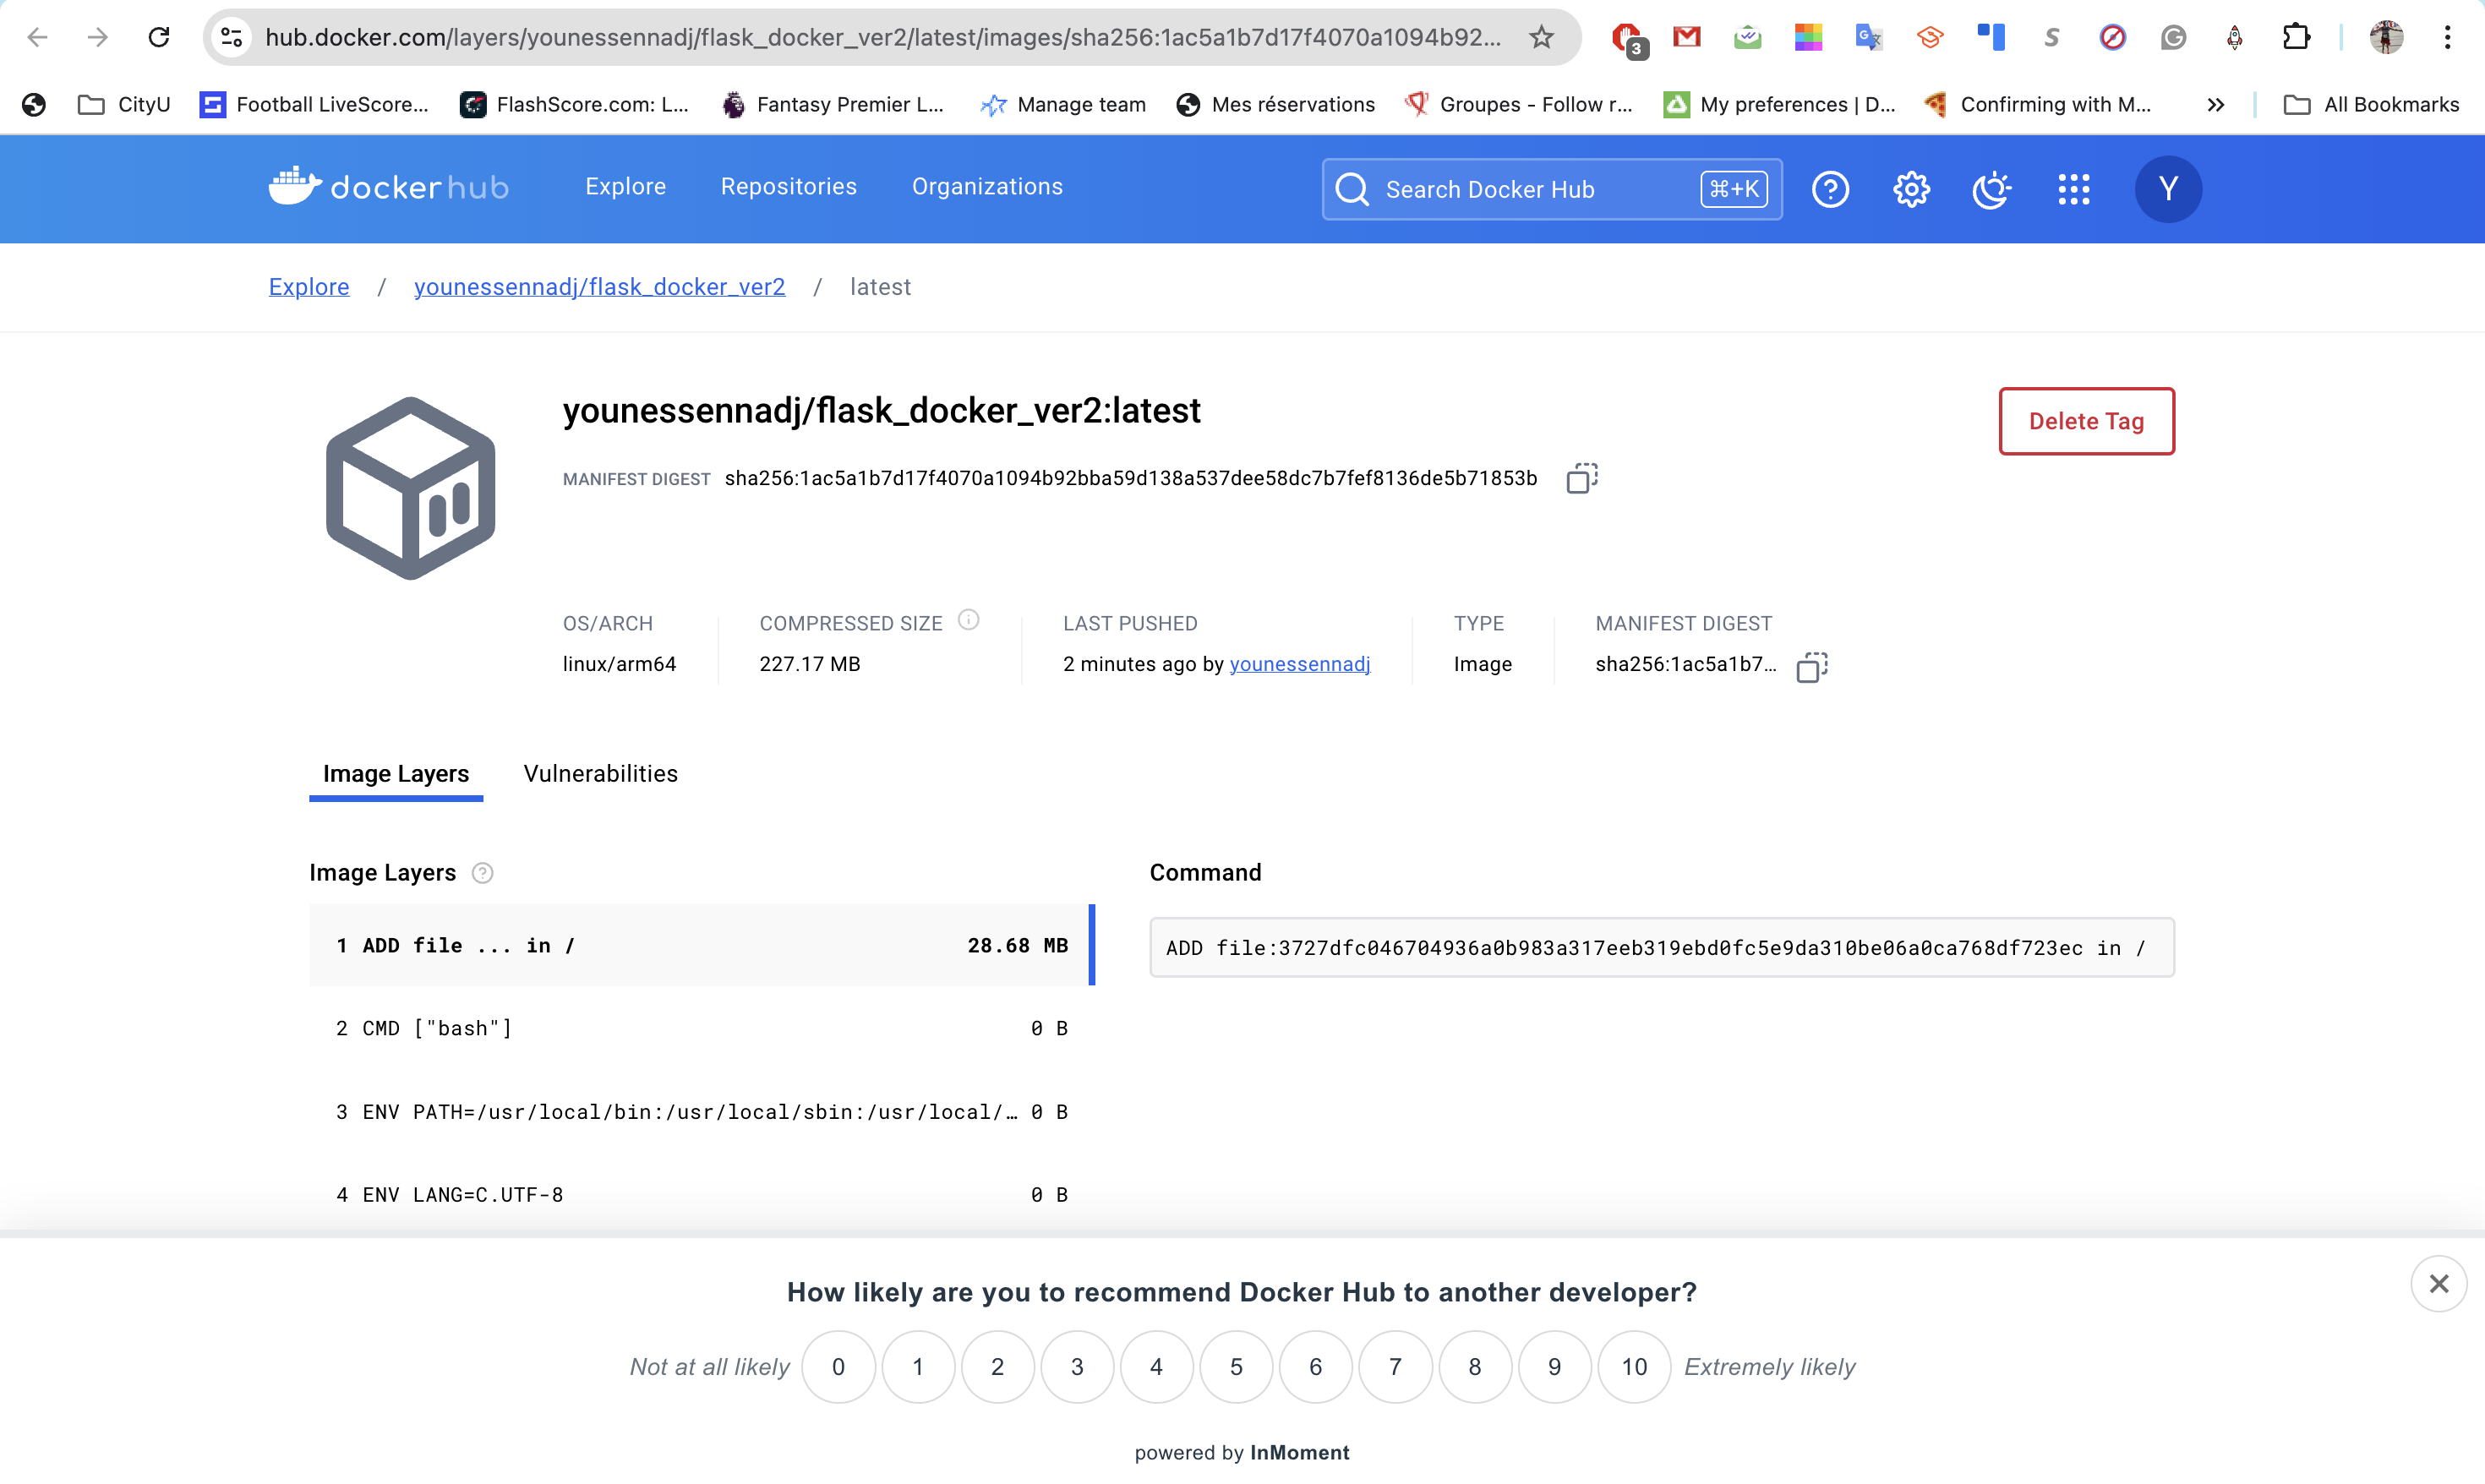 hub.docker.com/layers/younessennadj/flask_docker_ver2/latest/images/sha256:1ac5a1b7d17f4070a1094b92...
3
CityU Football LiveScore... FlashScore.com: L... Fantasy Premier L... Manage team Mes réservations Groupes - Follow r... My preferences | D... Confirming with M... » All Bookmarks
dockerhub Explore Repositories Organizations Search Docker Hub ⌘+K Y
Explore / younessennadj/flask_docker_ver2 / latest
younessennadj/flask_docker_ver2:latest
Delete Tag
MANIFEST DIGEST sha256:1ac5a1b7d17f4070a1094b92bba59d138a537dee58dc7b7fef8136de5b71853b
OS/ARCH COMPRESSED SIZE LAST PUSHED TYPE MANIFEST DIGEST
linux/arm64 227.17 MB 2 minutes ago by younessennadj Image sha256:1ac5a1b7...
Image Layers Vulnerabilities
Image Layers Command
1 ADD file ... in / 28.68 MB
ADD file:3727dfc046704936a0b983a317eeb319ebd0fc5e9da310be06a0ca768df723ec in /
2 CMD ["bash"] 0 B
3 ENV PATH=/usr/local/bin:/usr/local/sbin:/usr/local/… 0 B
4 ENV LANG=C.UTF-8 0 B
How likely are you to recommend Docker Hub to another developer?
Not at all likely 0 1 2 3 4 5 6 7 8 9 10 Extremely likely
powered by InMoment